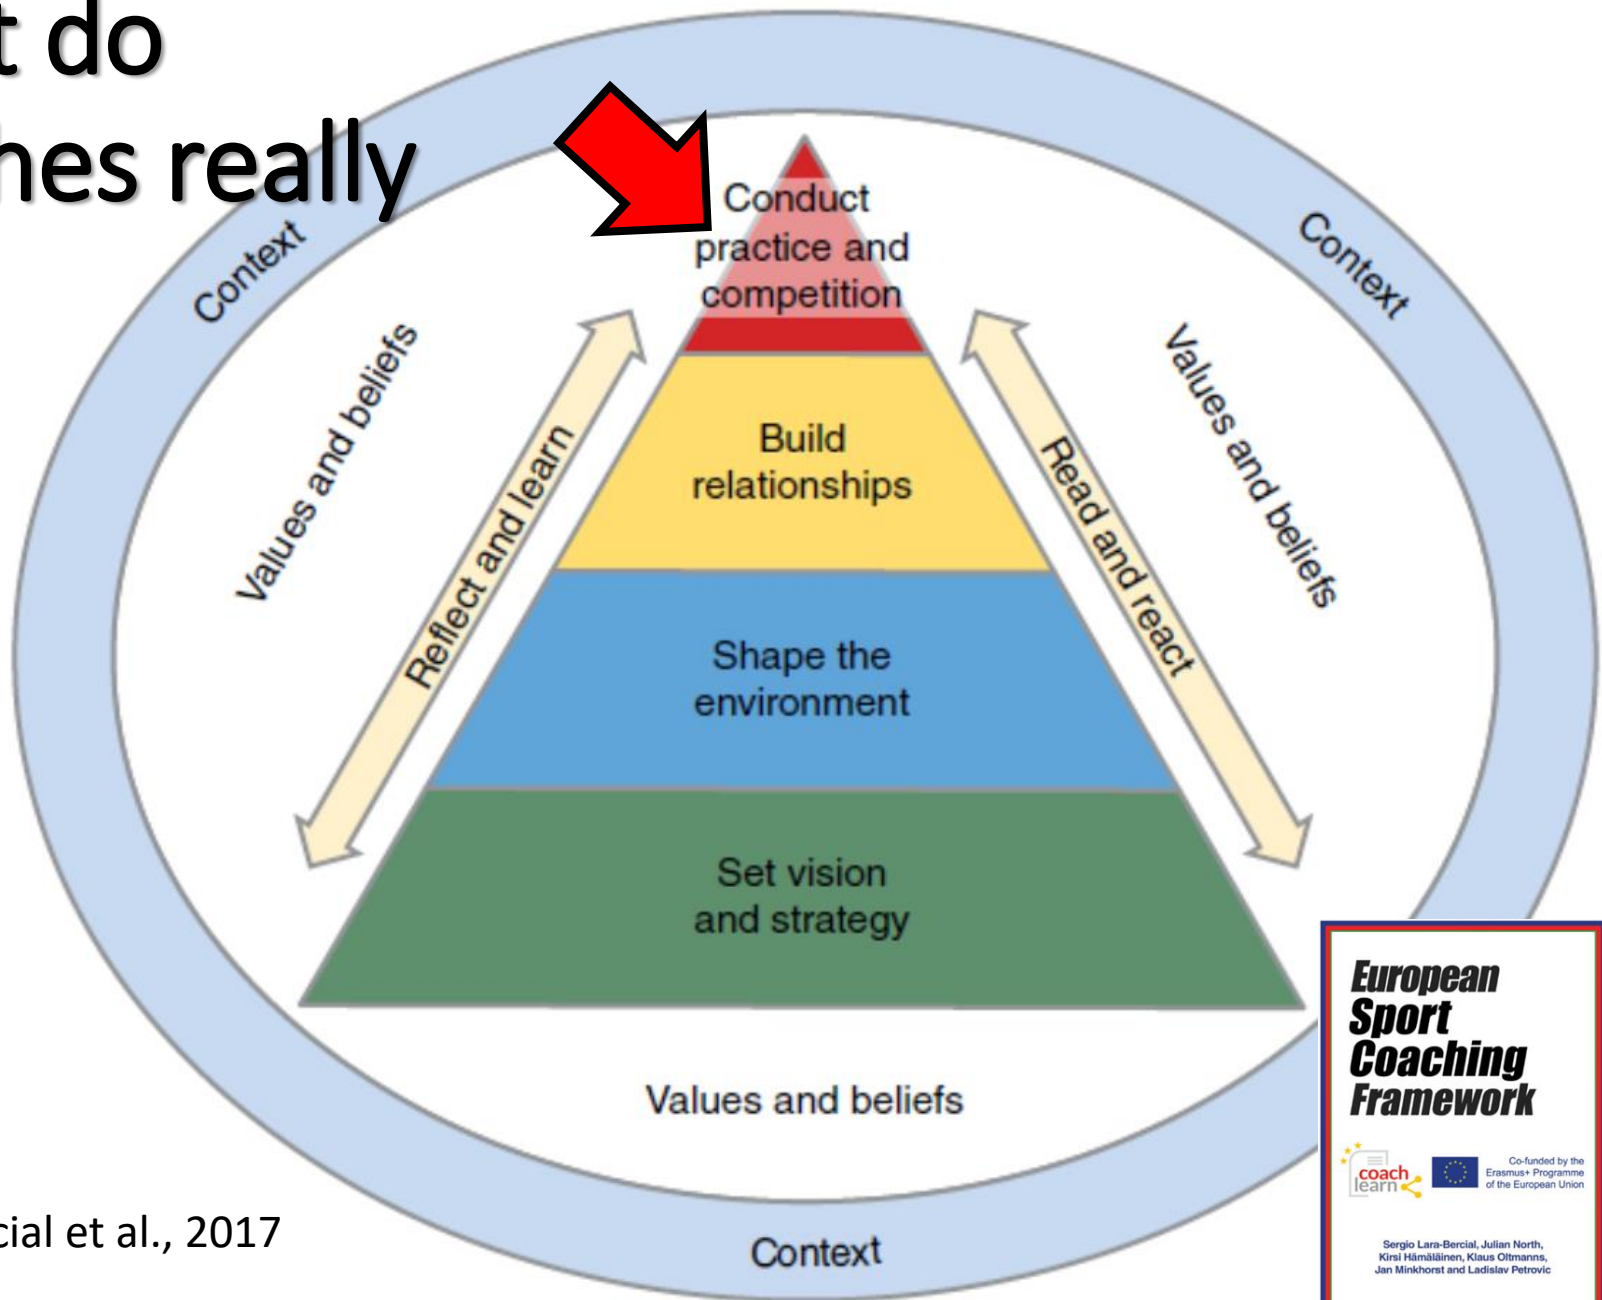 t do
hes really
Context
Context
Values and beliefs
Values and beliefs
Reflect and learn
Read and react
Conduct
practice and
competition
Build
relationships
Shape the
environment
Set vision
and strategy
Values and beliefs
Context
cial et al., 2017
European
Sport
Coaching
Framework
coach
learn
Co-funded by the
Erasmus+ Programme
of the European Union
Sergio Lara-Bercial, Julian North,
Kirsi Hämäläinen, Klaus Oltmanns,
Jan Minkhorst and Ladislav Petrovic